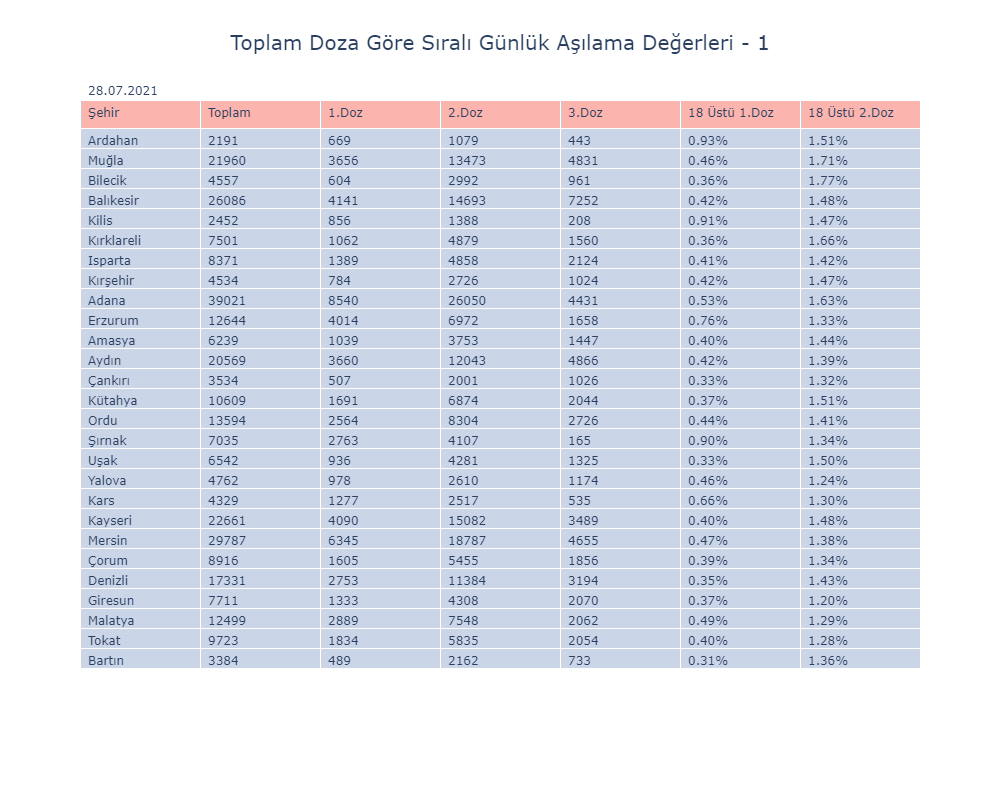 Toplam Doza Göre Sıralı Günlük Aşılama Değerleri - 1
28.07.2021
Şehir Toplam 1.Doz 2.Doz 3.Doz 18 Üstü 1.Doz 18 Üstü 2.Doz
Ardahan 2191 669 1079 443 0.93% 1.51%
Muğla 21960 3656 13473 4831 0.46% 1.71%
Bilecik 4557 604 2992 961 0.36% 1.77%
Balıkesir 26086 4141 14693 7252 0.42% 1.48%
Kilis 2452 856 1388 208 0.91% 1.47%
Kırklareli 7501 1062 4879 1560 0.36% 1.66%
Isparta 8371 1389 4858 2124 0.41% 1.42%
Kırşehir 4534 784 2726 1024 0.42% 1.47%
Adana 39021 8540 26050 4431 0.53% 1.63%
Erzurum 12644 4014 6972 1658 0.76% 1.33%
Amasya 6239 1039 3753 1447 0.40% 1.44%
Aydın 20569 3660 12043 4866 0.42% 1.39%
Çankırı 3534 507 2001 1026 0.33% 1.32%
Kütahya 10609 1691 6874 2044 0.37% 1.51%
Ordu 13594 2564 8304 2726 0.44% 1.41%
Şırnak 7035 2763 4107 165 0.90% 1.34%
Uşak 6542 936 4281 1325 0.33% 1.50%
Yalova 4762 978 2610 1174 0.46% 1.24%
Kars 4329 1277 2517 535 0.66% 1.30%
Kayseri 22661 4090 15082 3489 0.40% 1.48%
Mersin 29787 6345 18787 4655 0.47% 1.38%
Çorum 8916 1605 5455 1856 0.39% 1.34%
Denizli 17331 2753 11384 3194 0.35% 1.43%
Giresun 7711 1333 4308 2070 0.37% 1.20%
Malatya 12499 2889 7548 2062 0.49% 1.29%
Tokat 9723 1834 5835 2054 0.40% 1.28%
Bartın 3384 489 2162 733 0.31% 1.36%